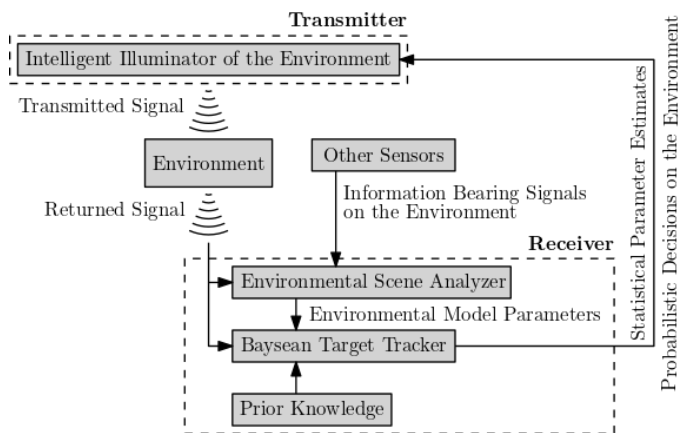 Transmitter
Intelligent Illuminator of the Environment
Transmitted Signal
Environment
Other Sensors
Returned Signal
Information Bearing Signals
on the Environment
Receiver
Environmental Scene Analyzer
Environmental Model Parameters
Baysean Target Tracker
Prior Knowledge
Statistical Parameter Estimates
Probabilistic Decisions on the Environment